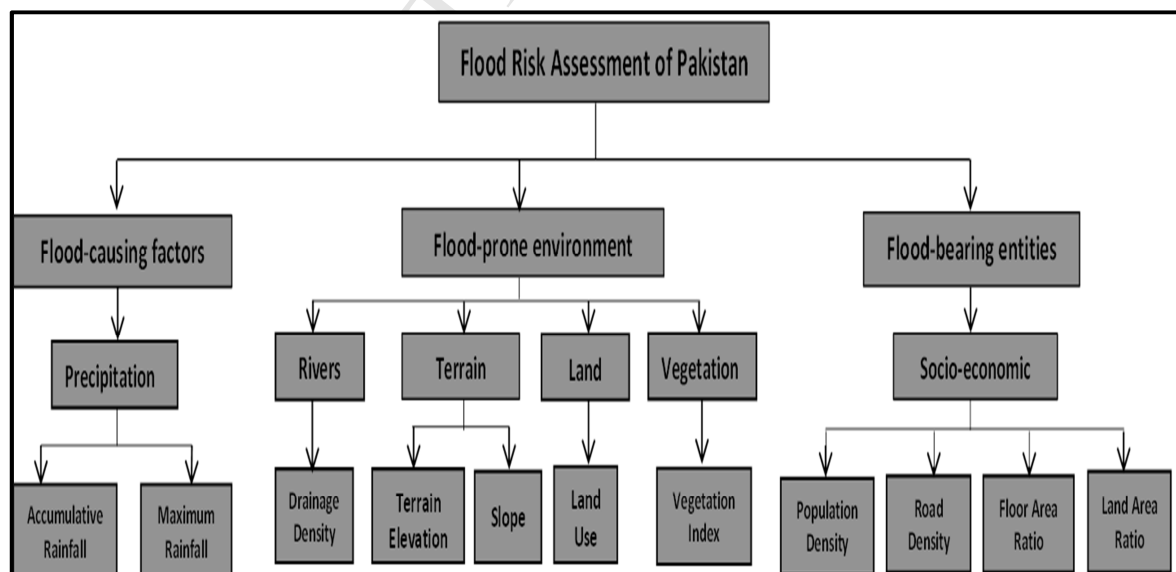 Flood Risk Assessment of Pakistan
Flood-causing factors
Flood-prone environment
Flood-bearing entities
Precipitation
Rivers
Terrain
Land
Vegetation
Socio-economic
Accumulative
Rainfall
Maximum
Rainfall
Drainage
Density
Terrain
Elevation
Slope
Land
Use
Vegetation
Index
Population
Density
Road
Density
Floor Area
Ratio
Land Area
Ratio